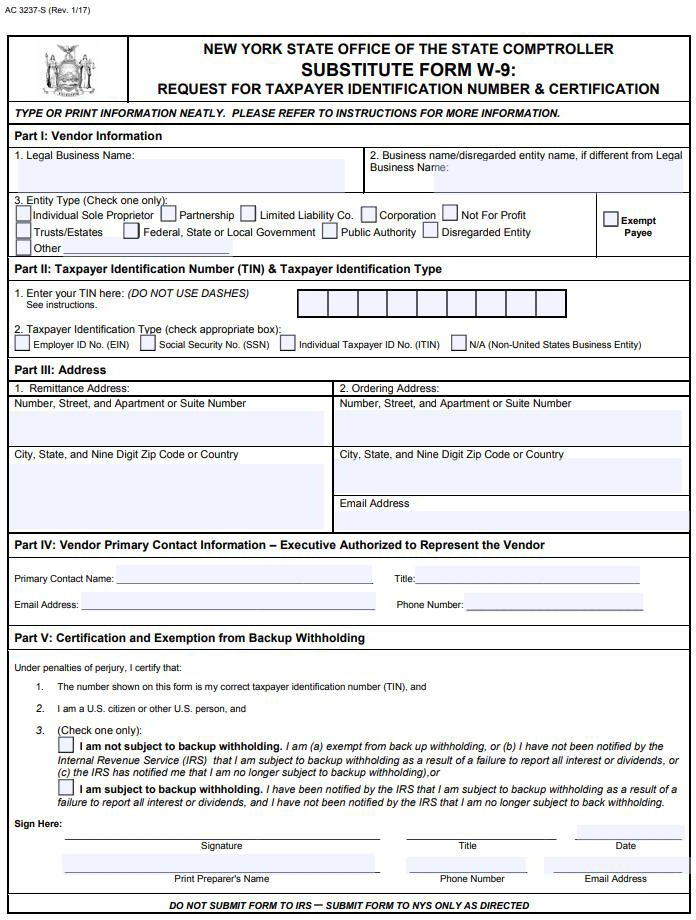 AC 3237-S (Rev. 1/17)
NEW YORK STATE OFFICE OF THE STATE COMPTROLLER
SUBSTITUTE FORM W-9:
REQUEST FOR TAXPAYER IDENTIFICATION NUMBER & CERTIFICATION
TYPE OR PRINT INFORMATION NEATLY. PLEASE REFER TO INSTRUCTIONS FOR MORE INFORMATION.
Part I: Vendor Information
1. Legal Business Name:
2. Business name/disregarded entity name, if different from Legal
Business Name:
3. Entity Type (Check one only):
Individual Sole Proprietor Partnership Limited Liability Co. Corporation Not For Profit
Trusts/Estates Federal, State or Local Government Public Authority Disregarded Entity
Other
Exempt
Payee
Part II: Taxpayer Identification Number (TIN) & Taxpayer Identification Type
1. Enter your TIN here: (DO NOT USE DASHES)
See instructions.
2. Taxpayer Identification Type (check appropriate box):
Employer ID No. (EIN) Social Security No. (SSN) Individual Taxpayer ID No. (ITIN) N/A (Non-United States Business Entity)
Part III: Address
1. Remittance Address:
Number, Street, and Apartment or Suite Number
City, State, and Nine Digit Zip Code or Country
2. Ordering Address:
Number, Street, and Apartment or Suite Number
City, State, and Nine Digit Zip Code or Country
Email Address
Part IV: Vendor Primary Contact Information – Executive Authorized to Represent the Vendor
Primary Contact Name: Title:
Email Address: Phone Number:
Part V: Certification and Exemption from Backup Withholding
Under penalties of perjury, I certify that:
1. The number shown on this form is my correct taxpayer identification number (TIN), and
2. I am a U.S. citizen or other U.S. person, and
3. (Check one only):
I am not subject to backup withholding. I am (a) exempt from back up withholding, or (b) I have not been notified by the
Internal Revenue Service (IRS) that I am subject to backup withholding as a result of a failure to report all interest or dividends, or
(c) the IRS has notified me that I am no longer subject to backup withholding),or
I am subject to backup withholding. I have been notified by the IRS that I am subject to backup withholding as a result of a
failure to report all interest or dividends, and I have not been notified by the IRS that I am no longer subject to back withholding.
Sign Here:
Signature Title Date
Print Preparer's Name Phone Number Email Address
DO NOT SUBMIT FORM TO IRS — SUBMIT FORM TO NYS ONLY AS DIRECTED